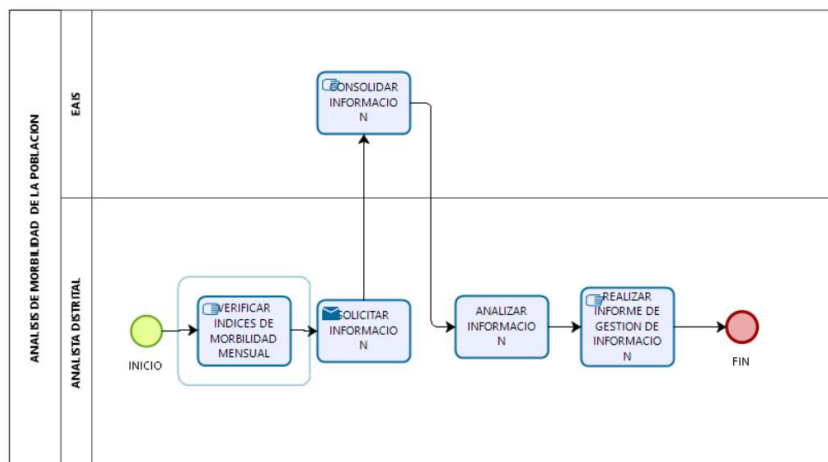 ANALISIS DE MORBILIDAD DE LA POBLACION
EAIS
CONSOLIDAR
INFORMACIO
N
ANALISTA DISTRITAL
INICIO
VERIFICAR
INDICES DE
MORBILIDAD
MENSUAL
SOLICITAR
INFORMACIO
N
ANALIZAR
INFORMACIO
N
REALIZAR
INFORME DE
GESTION DE
INFORMACIO
N
FIN